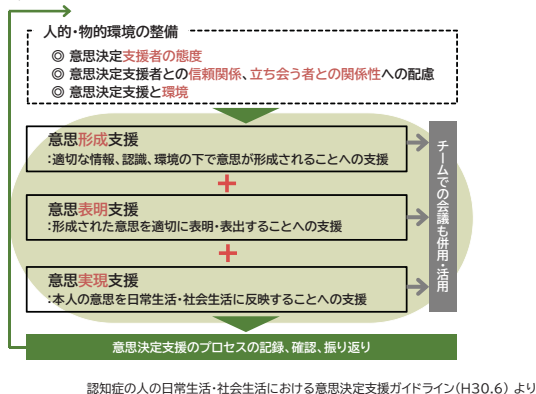 人的・物的環境の整備
◎ 意思決定支援者の態度
◎ 意思決定支援者との信頼関係、立ち会う者との関係性への配慮
◎ 意思決定支援と環境
意思形成支援
:適切な情報、認識、環境の下で意思が形成されることへの支援
+
意思表明支援
:形成された意思を適切に表明・表出することへの支援
+
意思実現支援
:本人の意思を日常生活・社会生活に反映することへの支援
チームでの会議も併用・活用
意思決定支援のプロセスの記録、確認、振り返り
認知症の人の日常生活・社会生活における意思決定支援ガイドライン(H30.6) より